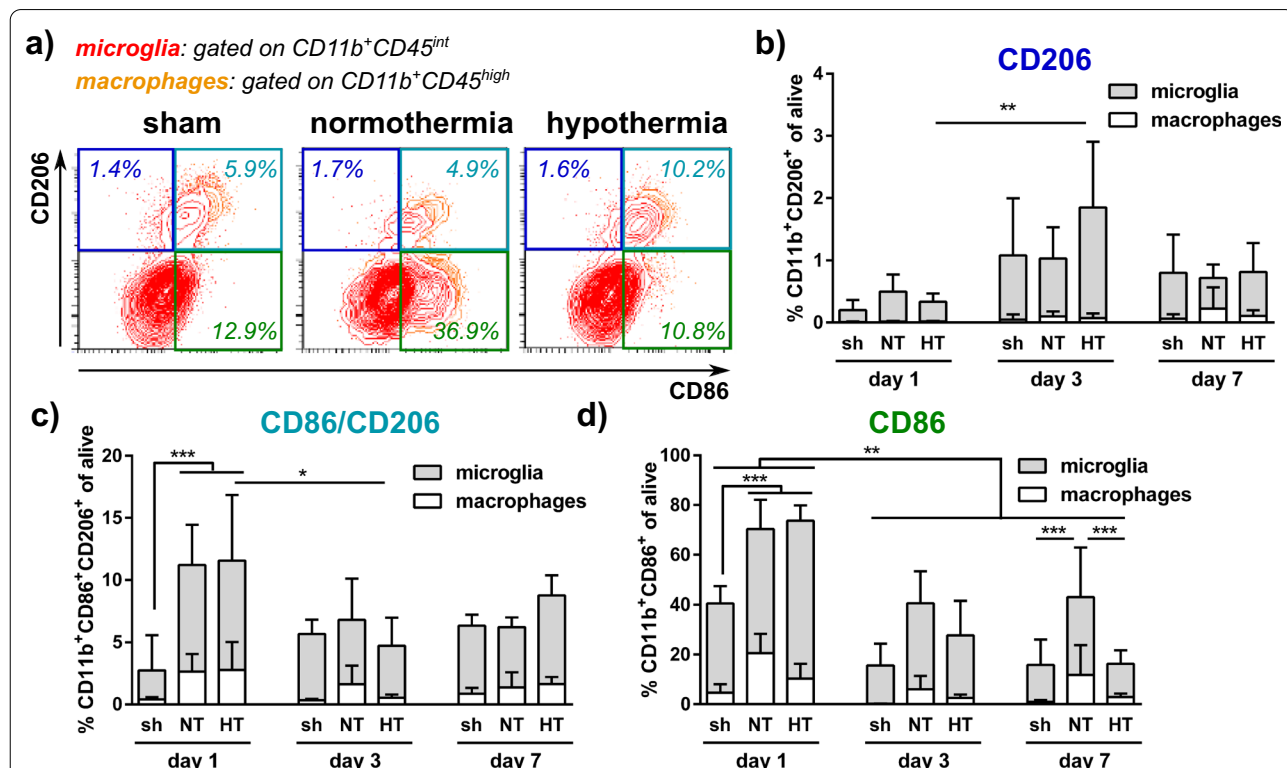 a) microglia: gated on CD11b⁺CD45ⁱⁿᵗ
macrophages: gated on CD11b⁺CD45ʰⁱᵍʰ
sham normothermia hypothermia
CD206
1.4% 5.9% 1.7% 4.9% 1.6% 10.2%
12.9% 36.9% 10.8%
CD86
b) CD206
% CD11b⁺CD206⁺ of alive
microglia
macrophages
**
4
3
2
1
0
sh NT HT sh NT HT sh NT HT
day 1 day 3 day 7
c) CD86/CD206
% CD11b⁺CD86⁺CD206⁺ of alive
microglia
macrophages
***
*
20
15
10
5
0
sh NT HT sh NT HT sh NT HT
day 1 day 3 day 7
d) CD86
% CD11b⁺CD86⁺ of alive
microglia
macrophages
**
***
*** ***
100
80
60
40
20
0
sh NT HT sh NT HT sh NT HT
day 1 day 3 day 7